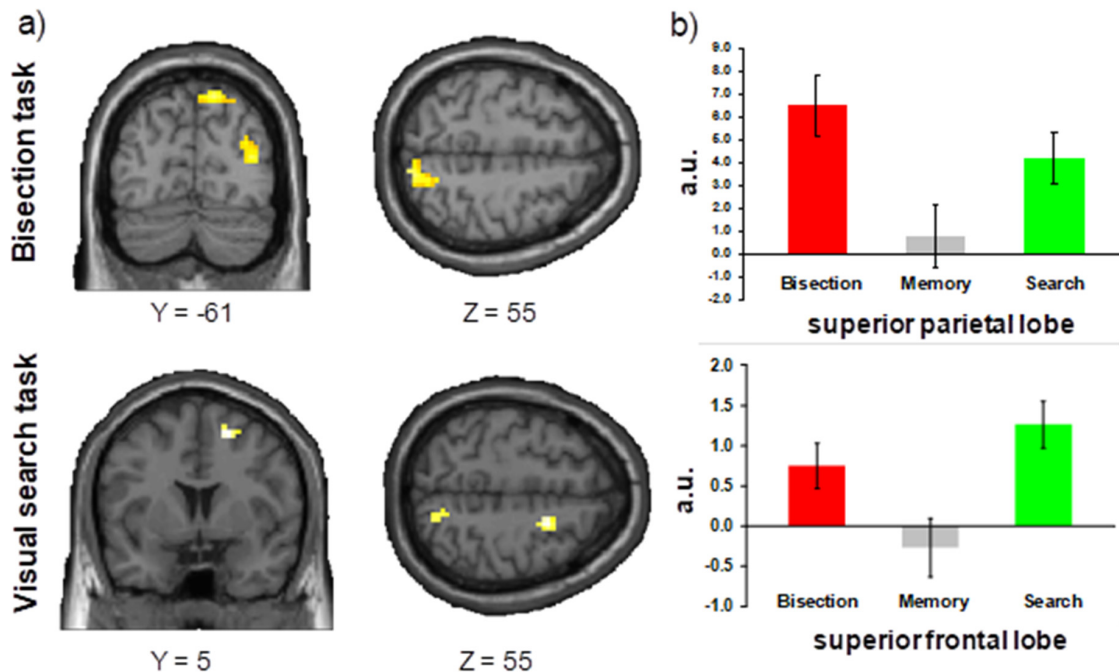 a)
Bisection task
Y = -61
Z = 55
Visual search task
Y = 5
Z = 55
b)
a.u.
9.0
8.0
7.0
6.0
5.0
4.0
3.0
2.0
1.0
0.0
-1.0
-2.0
Bisection Memory Search
superior parietal lobe
a.u.
2.0
1.5
1.0
0.5
0.0
-0.5
-1.0
Bisection Memory Search
superior frontal lobe